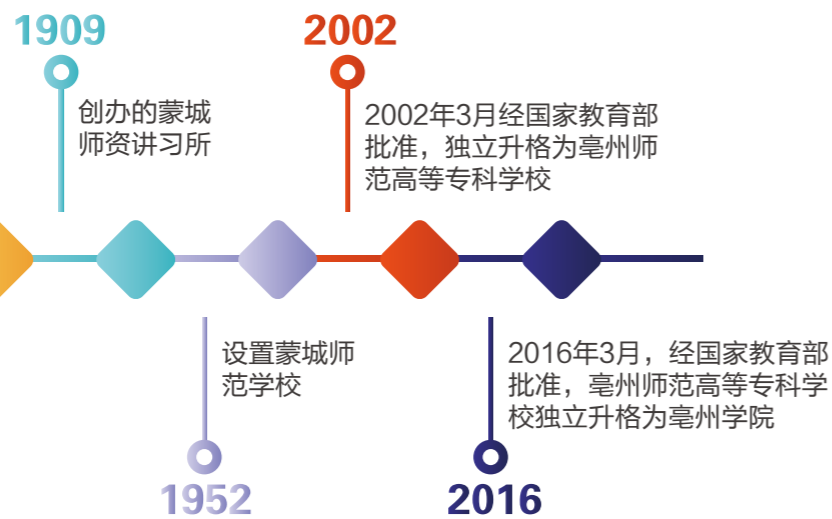 1909
创办的蒙城
师资讲习所
2002
2002年3月经国家教育部
批准，独立升格为亳州师
范高等专科学校
设置蒙城师
范学校
1952
2016年3月，经国家教育部
批准，亳州师范高等专科学
校独立升格为亳州学院
2016